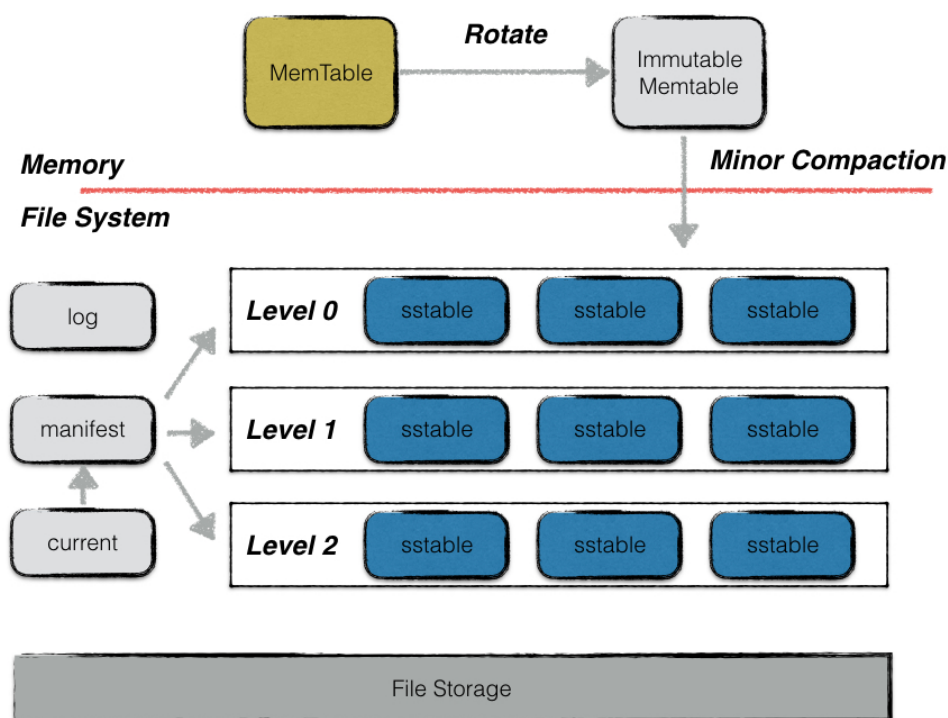 Rotate
MemTable
Immutable
Memtable
Memory
Minor Compaction
File System
log
Level 0
sstable
sstable
sstable
manifest
Level 1
sstable
sstable
sstable
current
Level 2
sstable
sstable
sstable
File Storage